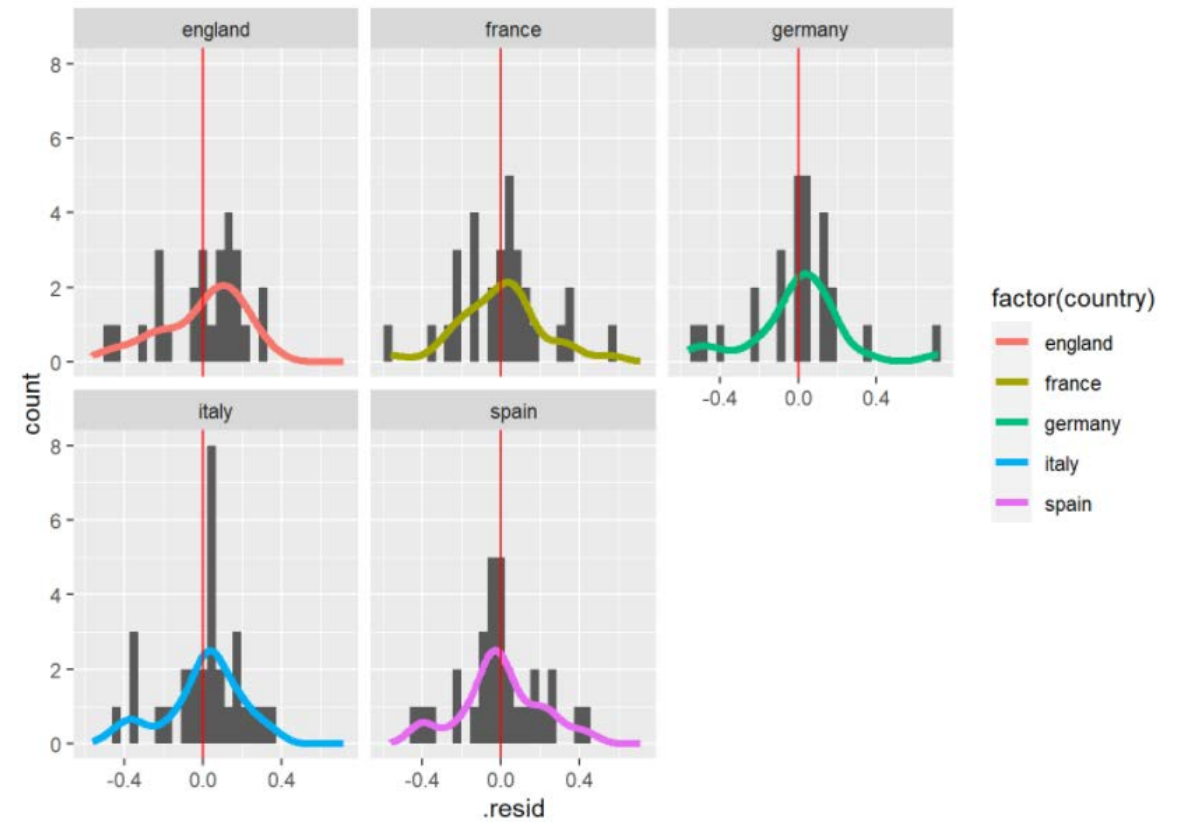 england
france
germany
8
6
4
2
0
-0.4 0.0 0.4
count
italy
spain
8
6
4
2
0
-0.4 0.0 0.4
-0.4 0.0 0.4
.resid
factor(country)
england
france
germany
italy
spain